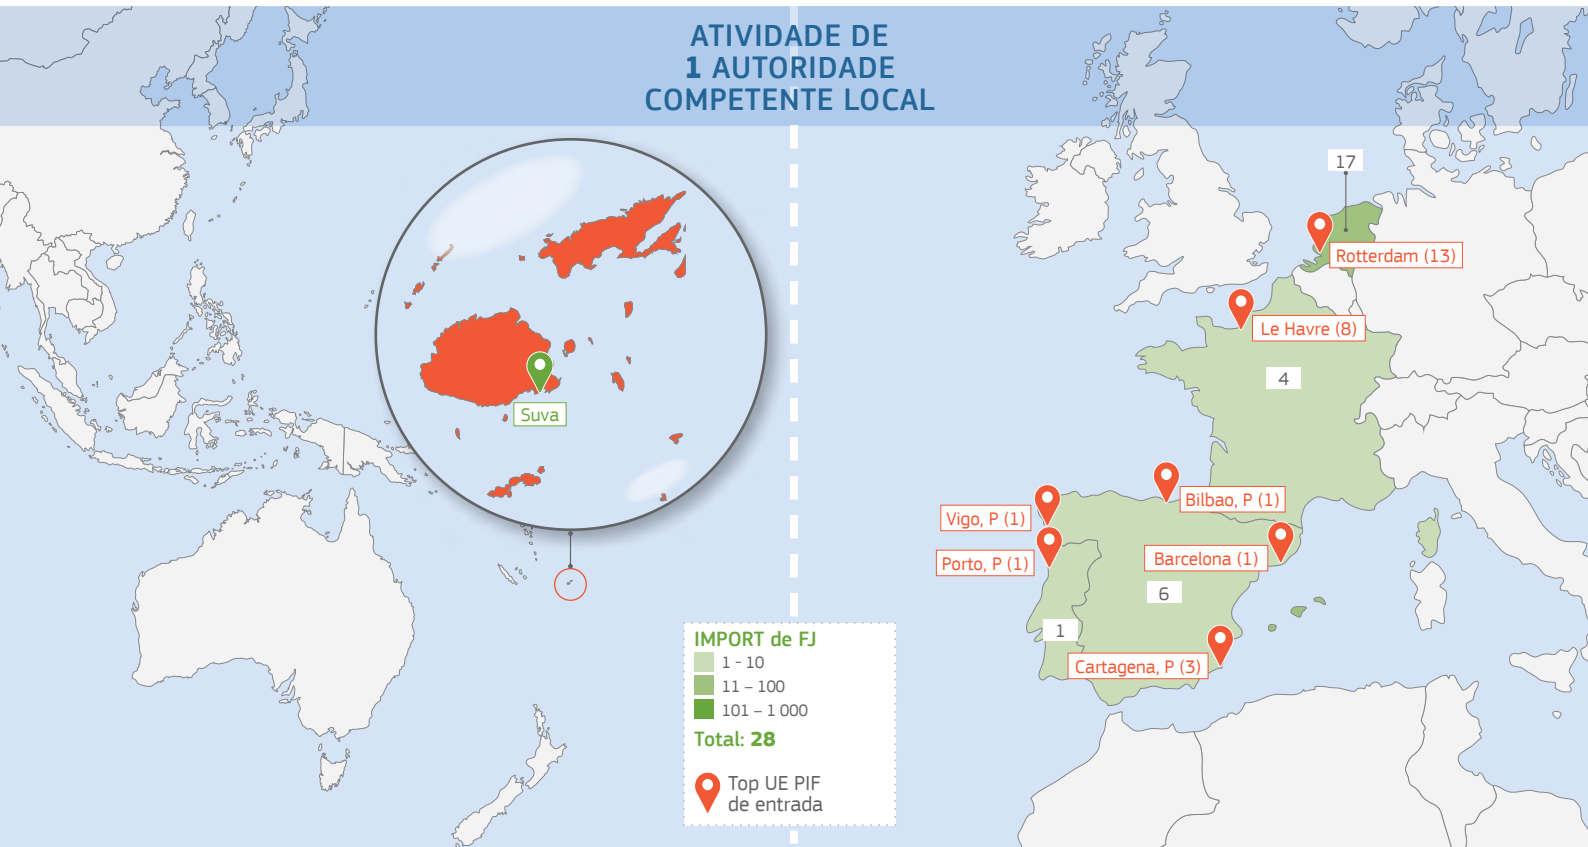 ATIVIDADE DE
1 AUTORIDADE
COMPETENTE LOCAL
Suva
17
Rotterdam (13)
Le Havre (8)
4
Bilbao, P (1)
Vigo, P (1)
Porto, P (1)
Barcelona (1)
6
1
Cartagena, P (3)
IMPORT de FJ
1 - 10
11 – 100
101 – 1 000
Total: 28
Top UE PIF
de entrada